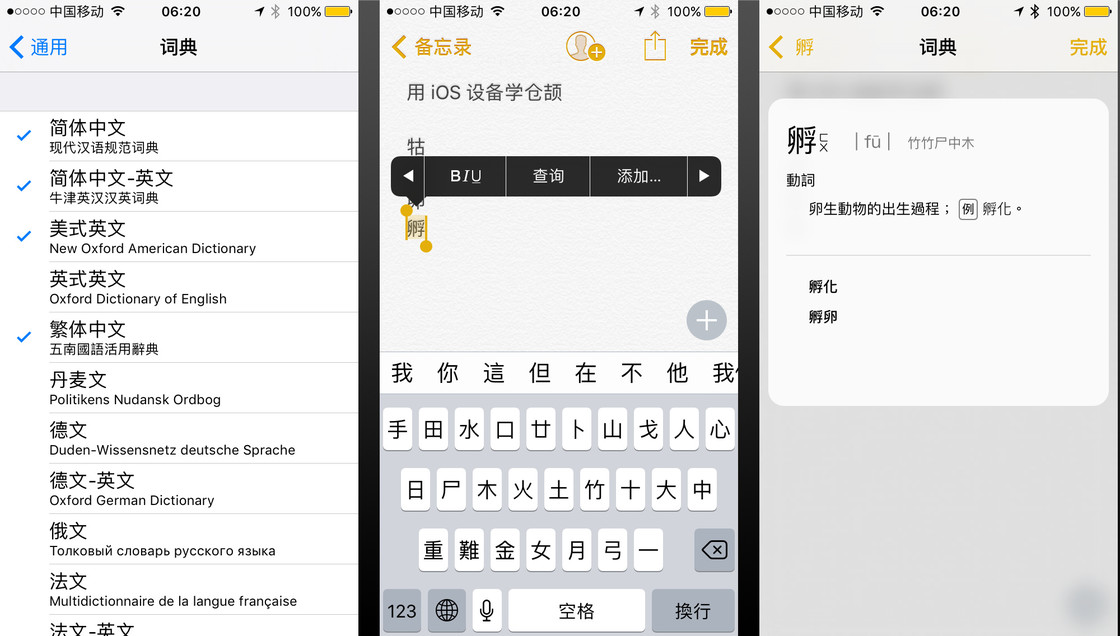 中国移动 06:20 100%
通用 词典
简体中文
现代汉语规范词典
简体中文-英文
牛津英汉汉英词典
美式英文
New Oxford American Dictionary
英式英文
Oxford Dictionary of English
繁体中文
五南國語活用辭典
丹麦文
Politikens Nudansk Ordbog
德文
Duden-Wissensnetz deutsche Sprache
德文-英文
Oxford German Dictionary
俄文
Толковый словарь русского языка
法文
Multidictionnaire de la langue française
法文-英文
中国移动 06:20 100%
备忘录 完成
用 iOS 设备学仓颉
牯
BIU 查询 添加...
孵
我 你 這 但 在 不 他 我
手 田 水 口 廿 卜 山 戈 人 心
日 尸 木 火 土 竹 十 大 中
重 難 金 女 月 弓 一
123 空格 換行
中国移动 06:20 100%
孵 词典 完成
孵 ㄈㄨ | fū | 竹竹尸中木
動詞
卵生動物的出生過程；例 孵化。
孵化
孵卵